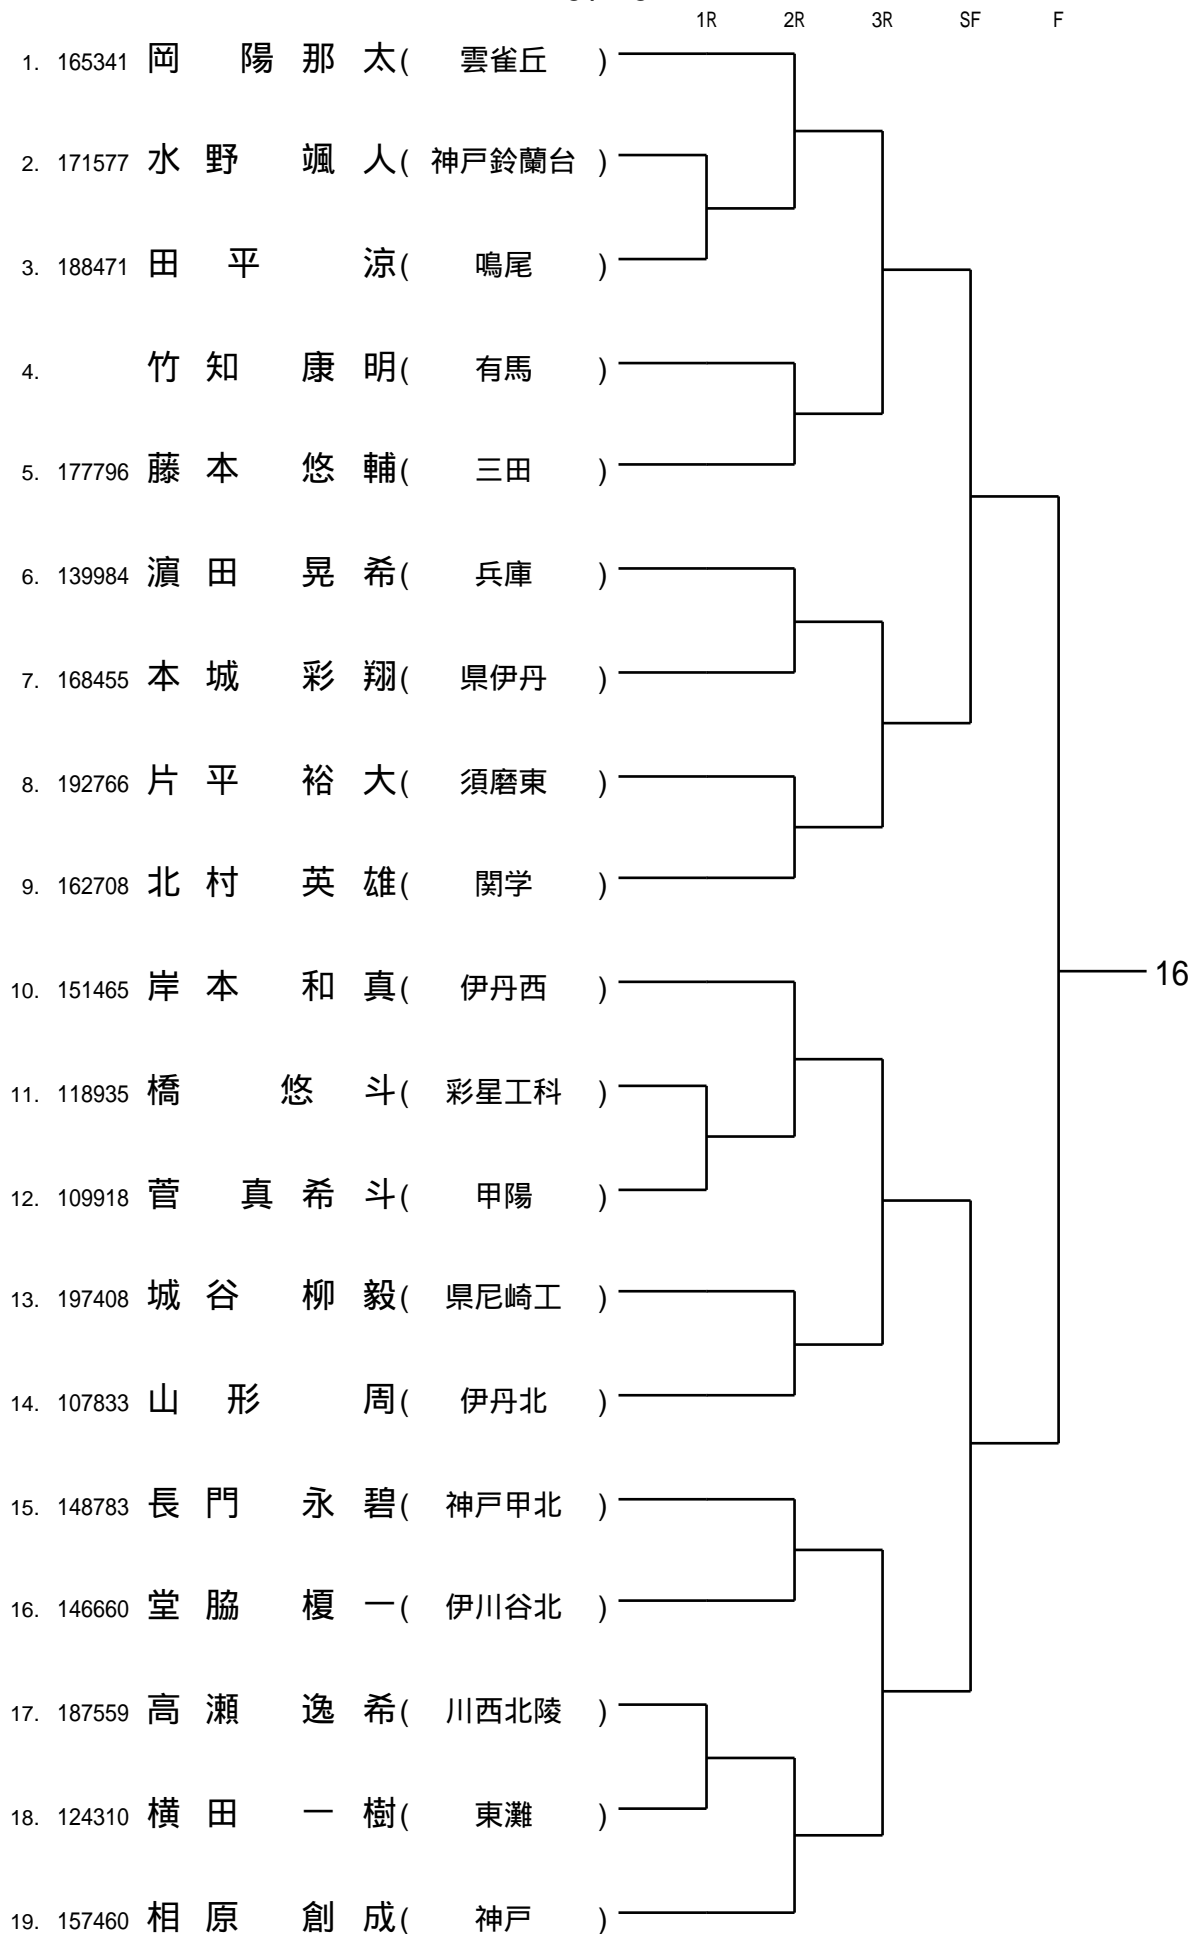 1R 2R 3R SF F
1. 165341 岡 陽那太( 雲雀丘 )
2. 171577 水野 颯人( 神戸鈴蘭台 )
3. 188471 田平 涼( 鳴尾 )
4. 竹知 康明( 有馬 )
5. 177796 藤本 悠輔( 三田 )
6. 139984 濵田 晃希( 兵庫 )
7. 168455 本城 彩翔( 県伊丹 )
8. 192766 片平 裕大( 須磨東 )
9. 162708 北村 英雄( 関学 )
10. 151465 岸本 和真( 伊丹西 )
16
11. 118935 橋 悠斗( 彩星工科 )
12. 109918 菅 真希斗( 甲陽 )
13. 197408 城谷 柳毅( 県尼崎工 )
14. 107833 山形 周( 伊丹北 )
15. 148783 長門 永碧( 神戸甲北 )
16. 146660 堂脇 榎一( 伊川谷北 )
17. 187559 高瀬 逸希( 川西北陵 )
18. 124310 横田 一樹( 東灘 )
19. 157460 相原 創成( 神戸 )